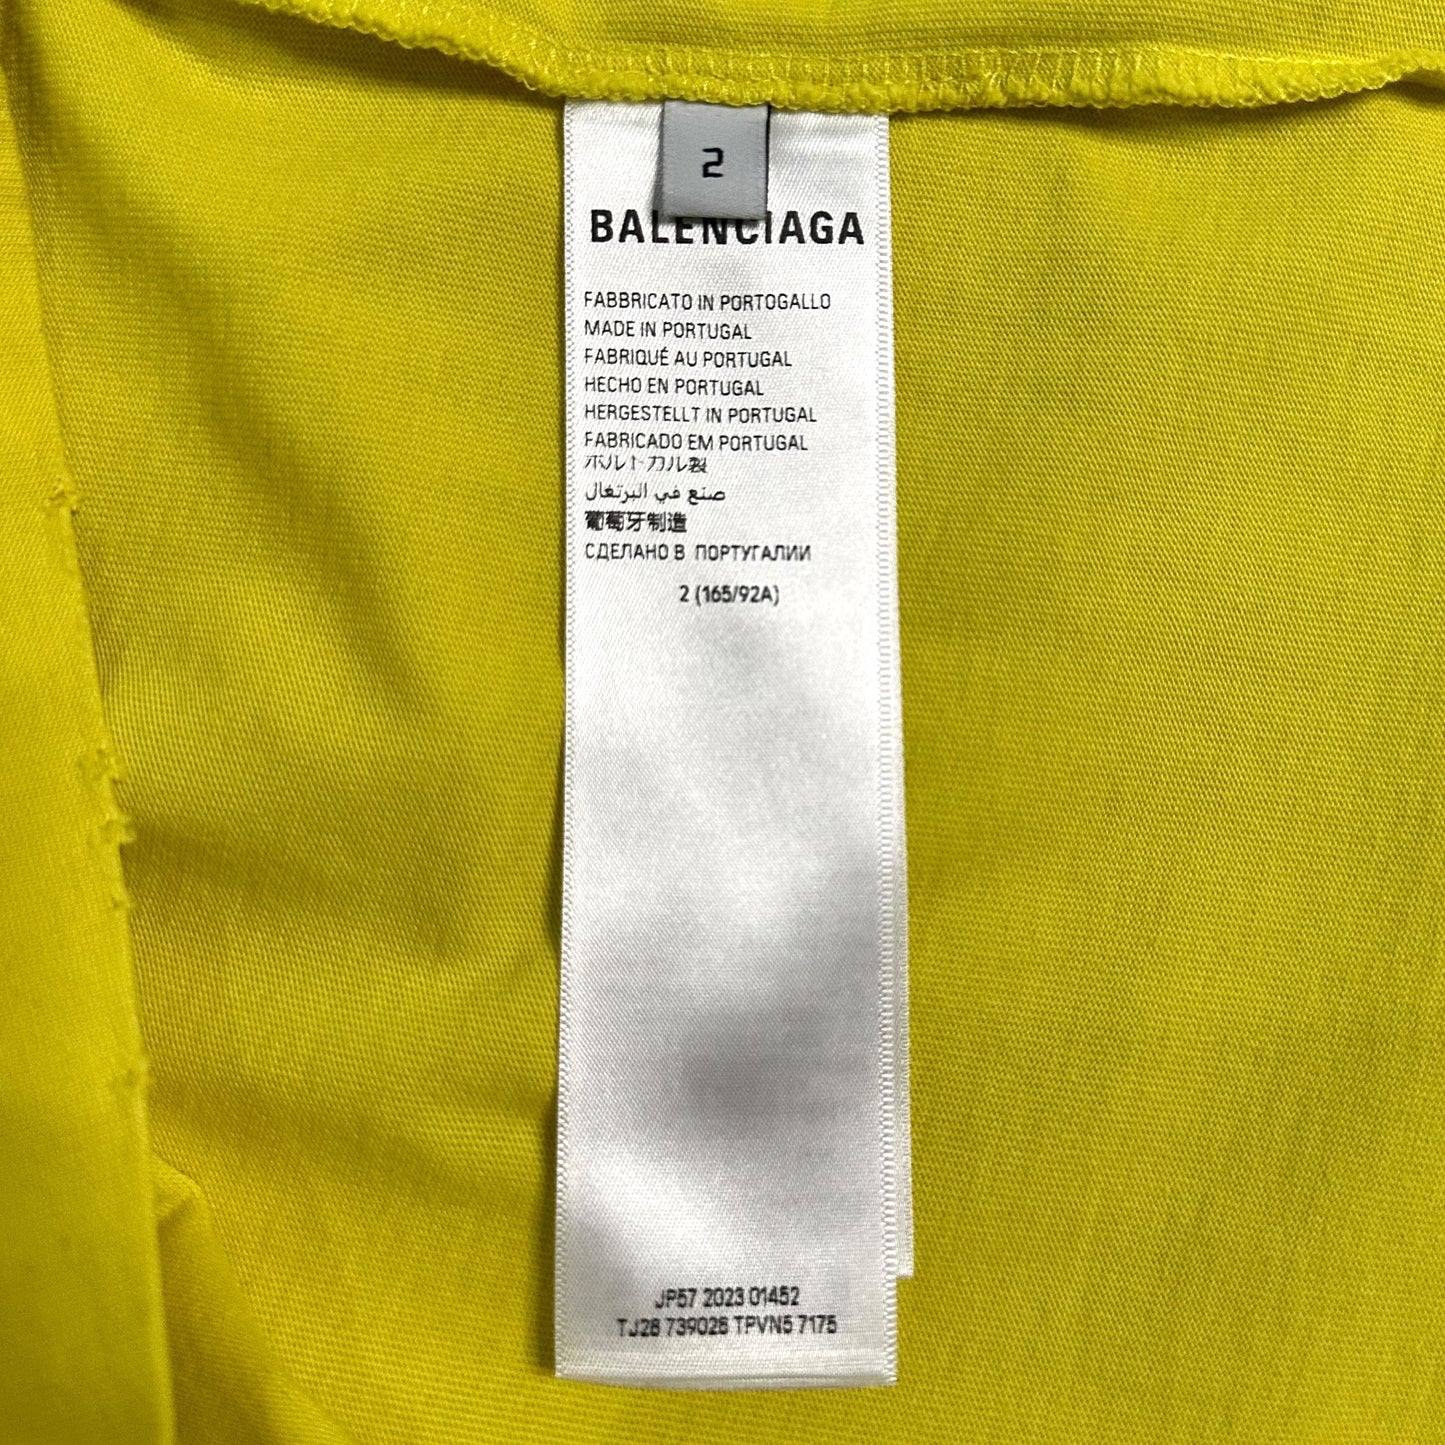 2
BALENCIAGA
FABBRICATO IN PORTOGALLO
MADE IN PORTUGAL
FABRIQUÉ AU PORTUGAL
HECHO EN PORTUGAL
HERGESTELLT IN PORTUGAL
FABRICADO EM PORTUGAL
ポルトガル製
صنع في البرتغال
葡萄牙制造
СДЕЛАНО В ПОРТУГАЛИИ
2 (165/92A)
JP57 2023 01452
TJ28 739028 TPVN5 7175